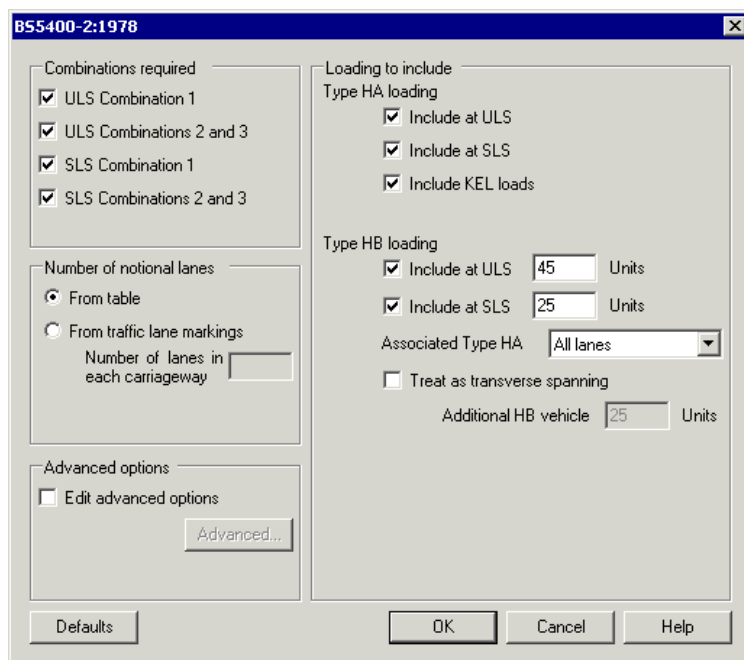 BS5400-2:1978
Combinations required
ULS Combination 1
ULS Combinations 2 and 3
SLS Combination 1
SLS Combinations 2 and 3
Number of notional lanes
From table
From traffic lane markings
Number of lanes in
each carriageway
Advanced options
Edit advanced options
Advanced...
Loading to include
Type HA loading
Include at ULS
Include at SLS
Include KEL loads
Type HB loading
Include at ULS 45 Units
Include at SLS 25 Units
Associated Type HA All lanes
Treat as transverse spanning
Additional HB vehicle 25 Units
Defaults OK Cancel Help